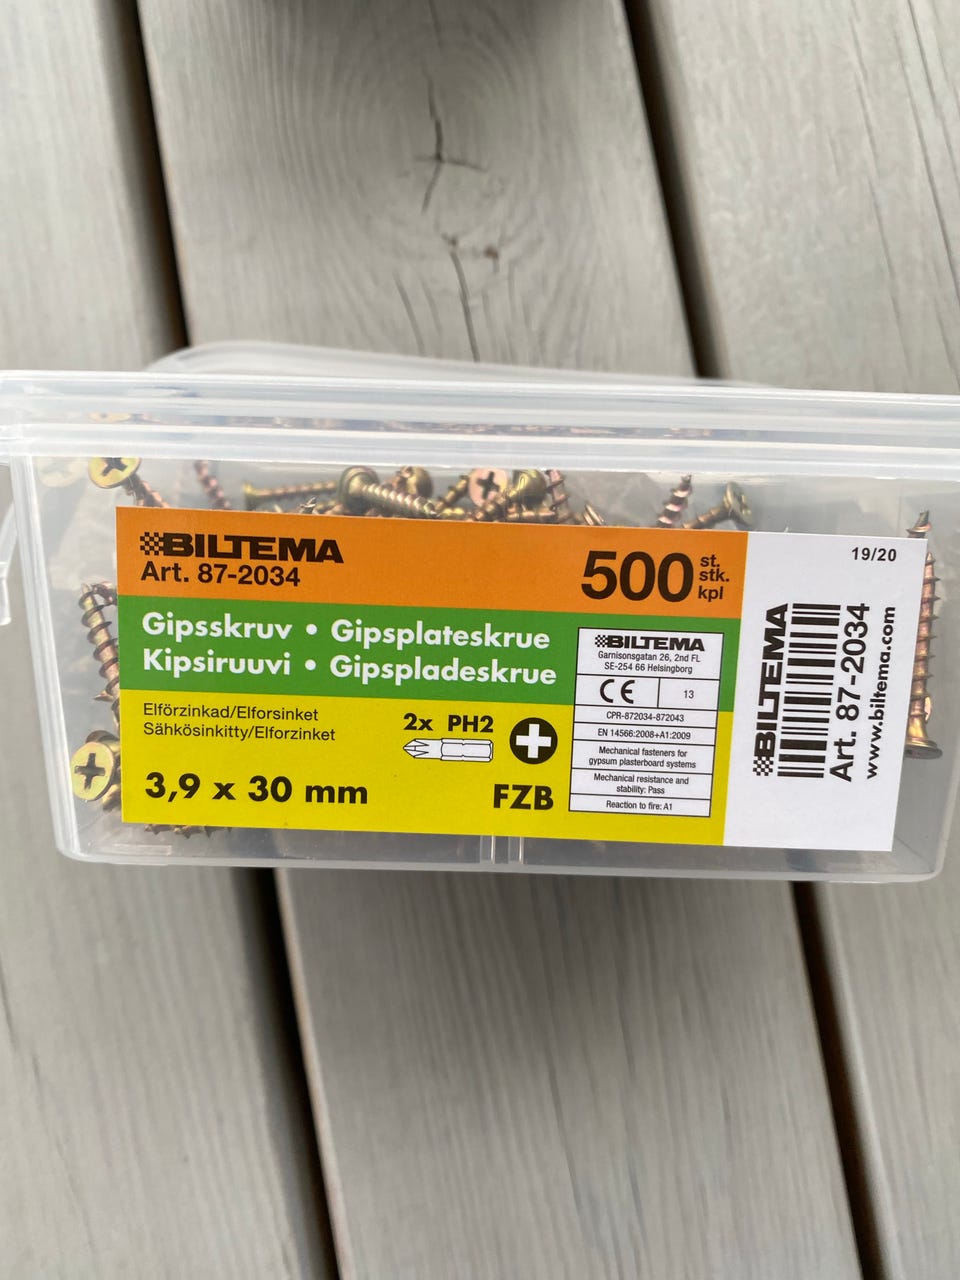 BILTEMA
Art. 87-2034
500 st.
stk.
kpl
Gipsskruv • Gipsplateskrue
Kipsiruuvi • Gipspladeskrue
Elförzinkad/Elforsinket
Sähkösinkitty/Elforzinket
2x PH2
3,9 x 30 mm
FZB
BILTEMA
Garnisonsgatan 26, 2nd FL
SE-254 66 Helsingborg
CE 13
CPR-872034-872043
EN 14566:2008+A1:2009
Mechanical fasteners for
gypsum plasterboard systems
Mechanical resistance and
stability: Pass
Reaction to fire: A1
19/20
BILTEMA
Art. 87-2034
www.biltema.com